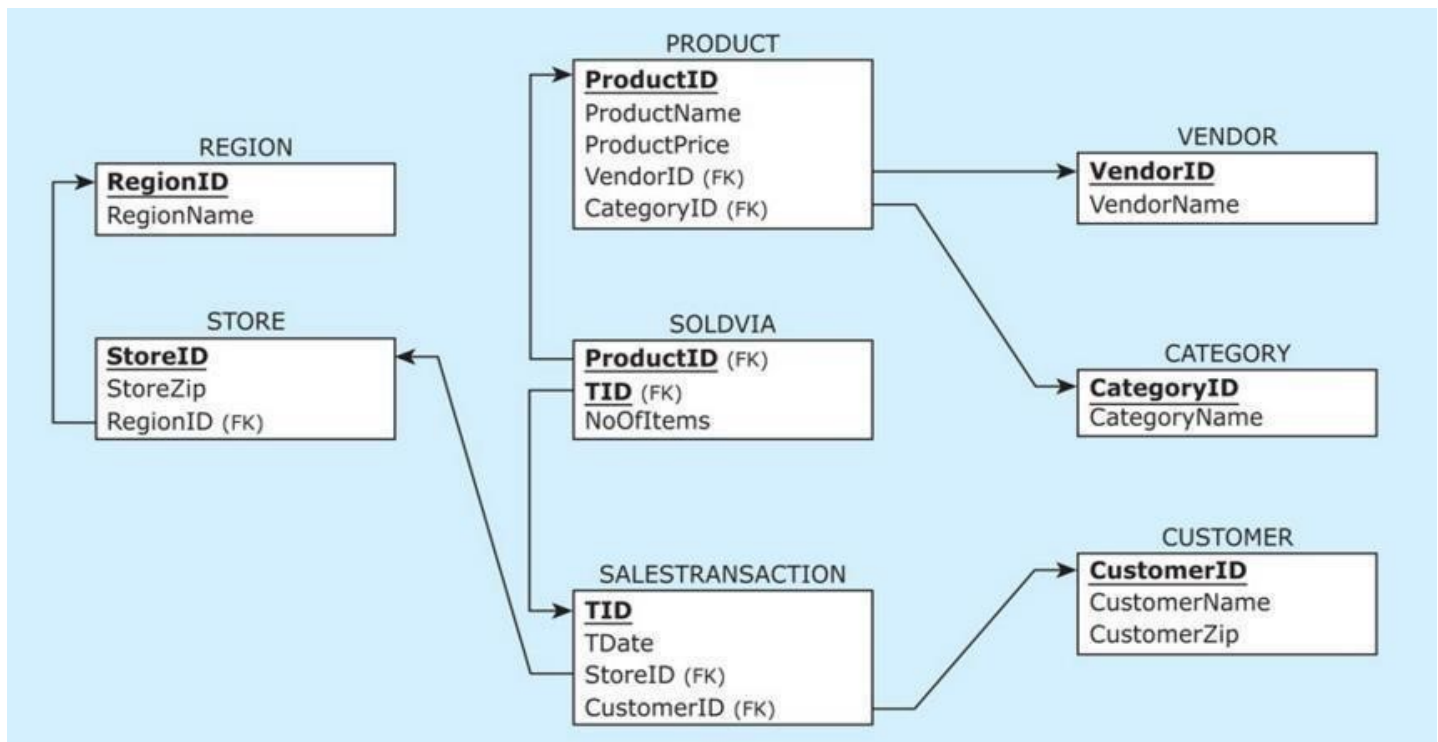 PRODUCT
ProductID
ProductName
ProductPrice
VendorID (FK)
CategoryID (FK)
REGION
RegionID
RegionName
VENDOR
VendorID
VendorName
STORE
StoreID
StoreZip
RegionID (FK)
SOLDVIA
ProductID (FK)
TID (FK)
NoOfItems
CATEGORY
CategoryID
CategoryName
SALESTRANSACTION
TID
TDate
StoreID (FK)
CustomerID (FK)
CUSTOMER
CustomerID
CustomerName
CustomerZip